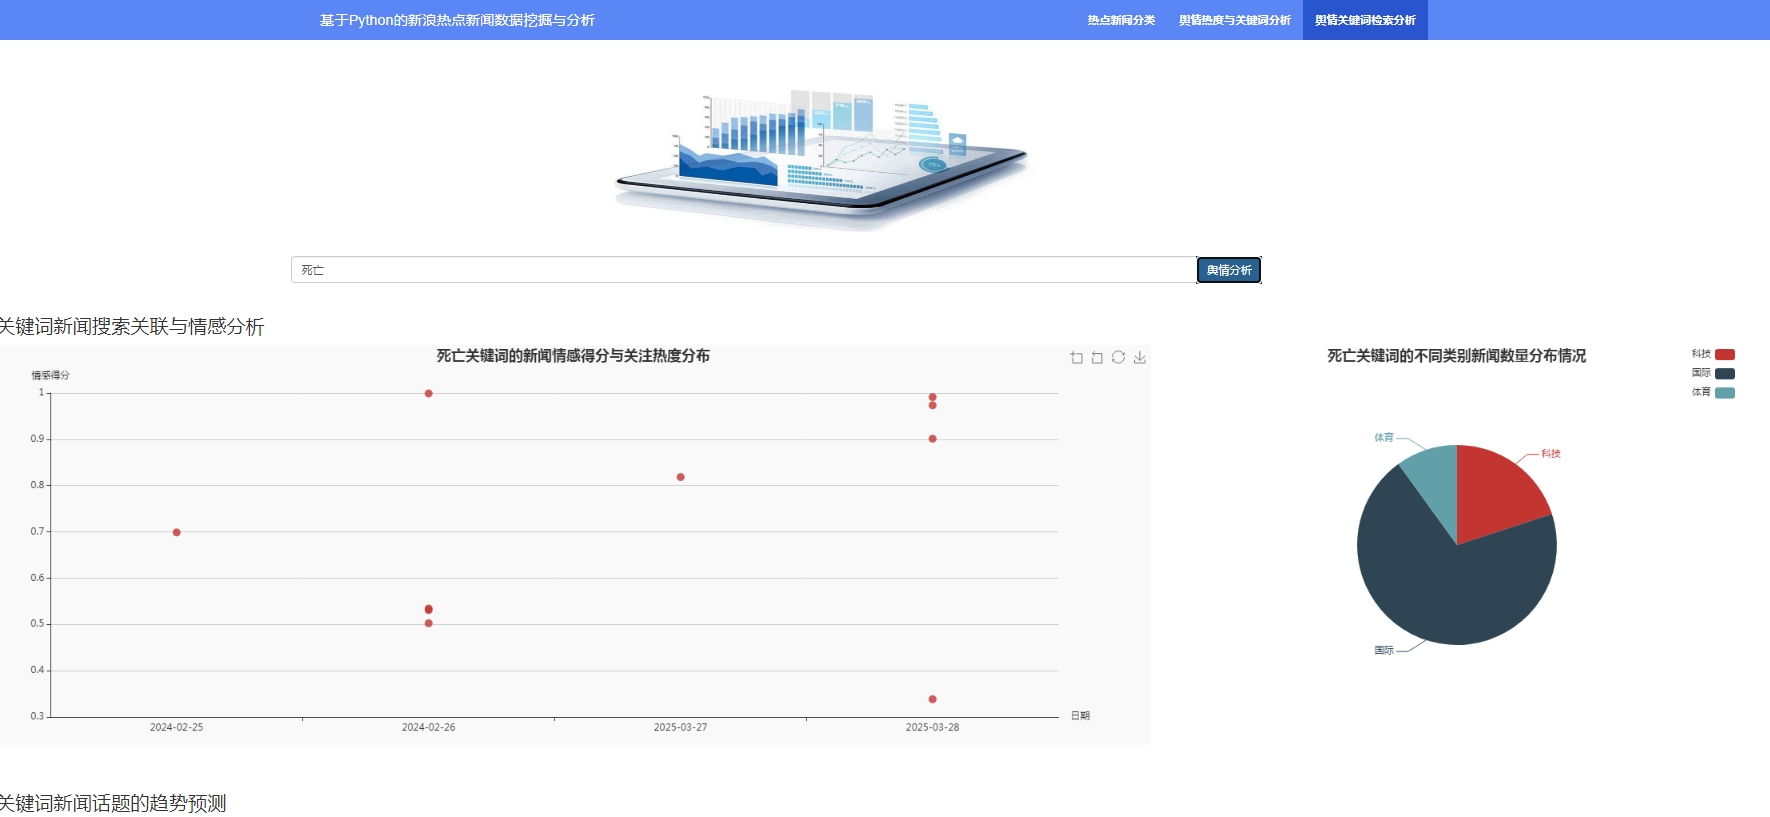 基于Python的新浪热点新闻数据挖掘与分析
热点新闻分类
舆情热度与关键词分析
舆情关键词检索分析
死亡
舆情分析
关键词新闻搜索关联与情感分析
死亡关键词的新闻情感得分与关注热度分布
情感得分
1
0.9
0.8
0.7
0.6
0.5
0.4
0.3
2024-02-25
2024-02-26
2025-03-27
2025-03-28
日期
死亡关键词的不同类别新闻数量分布情况
科技
国际
体育
体育
科技
国际
关键词新闻话题的趋势预测